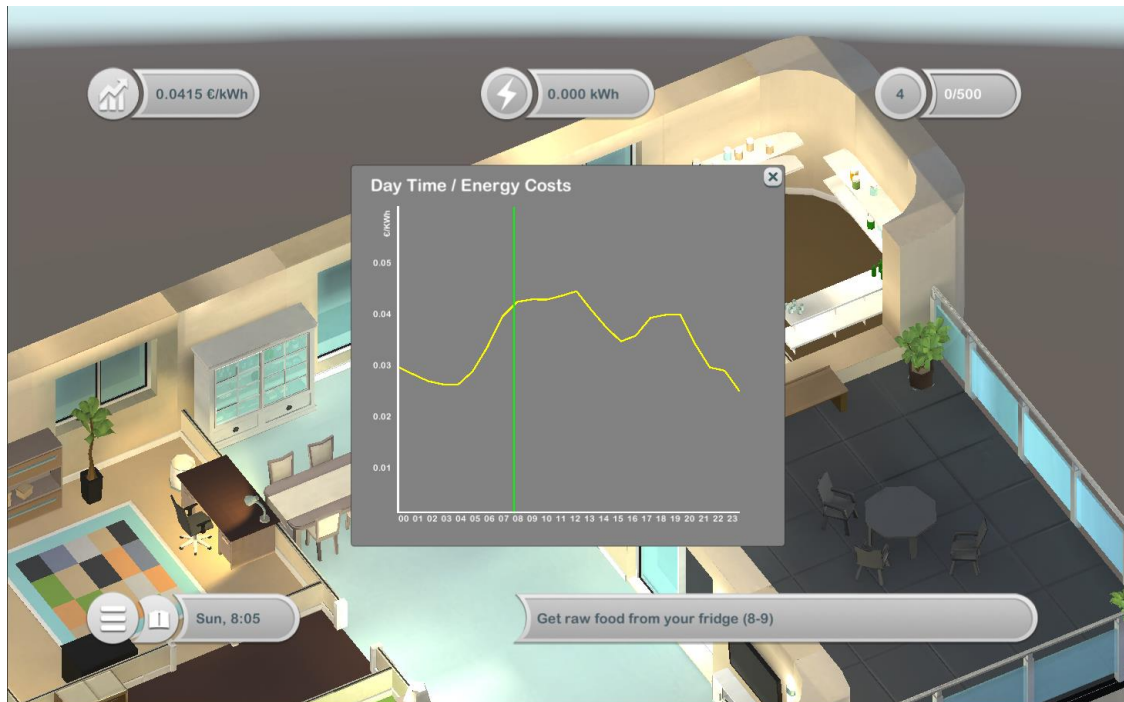 0.0415 €/kWh
0.000 kWh
4
0/500
Day Time / Energy Costs
€/KWh
0.05
0.04
0.03
0.02
0.01
00 01 02 03 04 05 06 07 08 09 10 11 12 13 14 15 16 17 18 19 20 21 22 23
Sun, 8:05
Get raw food from your fridge (8-9)